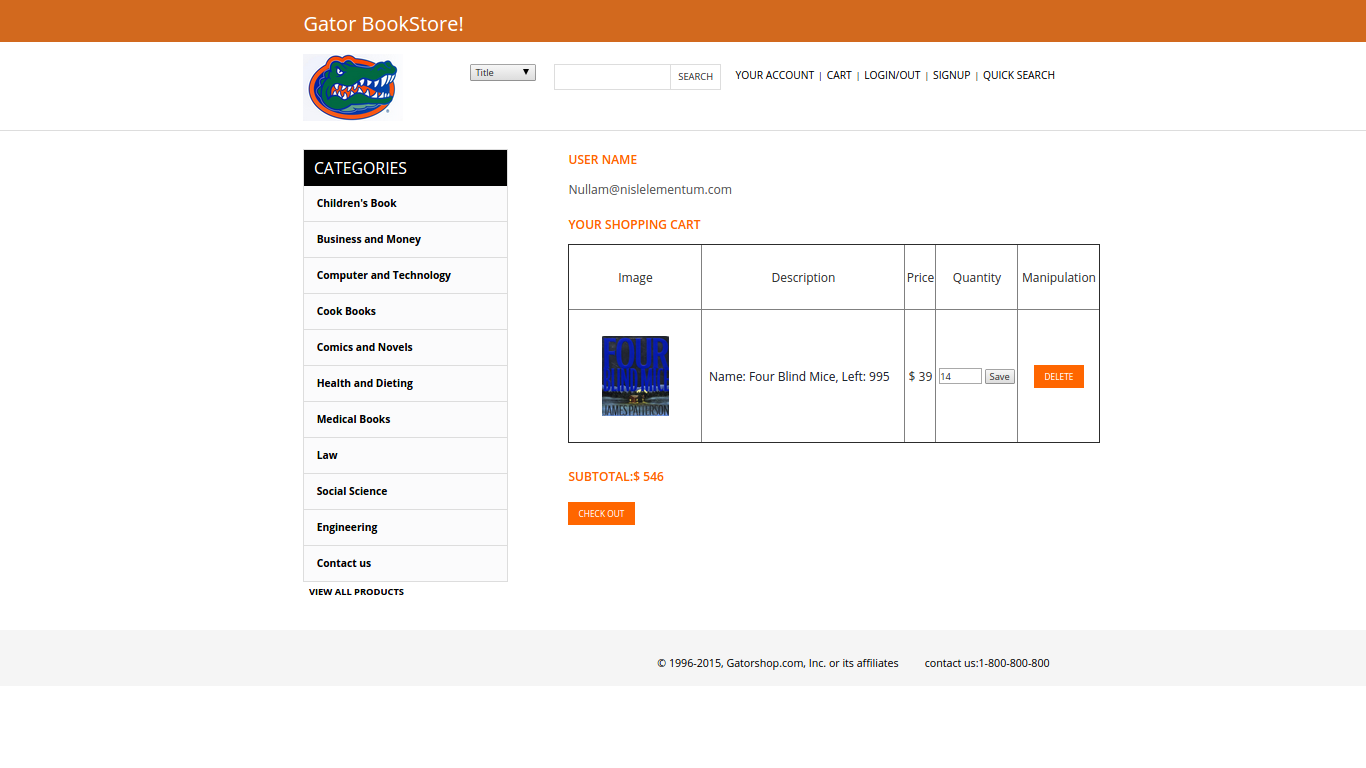 Gator BookStore!
Title
SEARCH
YOUR ACCOUNT | CART | LOGIN/OUT | SIGNUP | QUICK SEARCH
CATEGORIES
Children's Book
Business and Money
Computer and Technology
Cook Books
Comics and Novels
Health and Dieting
Medical Books
Law
Social Science
Engineering
Contact us
VIEW ALL PRODUCTS
USER NAME
Nullam@nislelementum.com
YOUR SHOPPING CART
Image Description Price Quantity Manipulation
FOUR
JAMES PATTERSON
Name: Four Blind Mice, Left: 995 $ 39 14 Save DELETE
SUBTOTAL:$ 546
CHECK OUT
© 1996-2015, Gatorshop.com, Inc. or its affiliates contact us:1-800-800-800